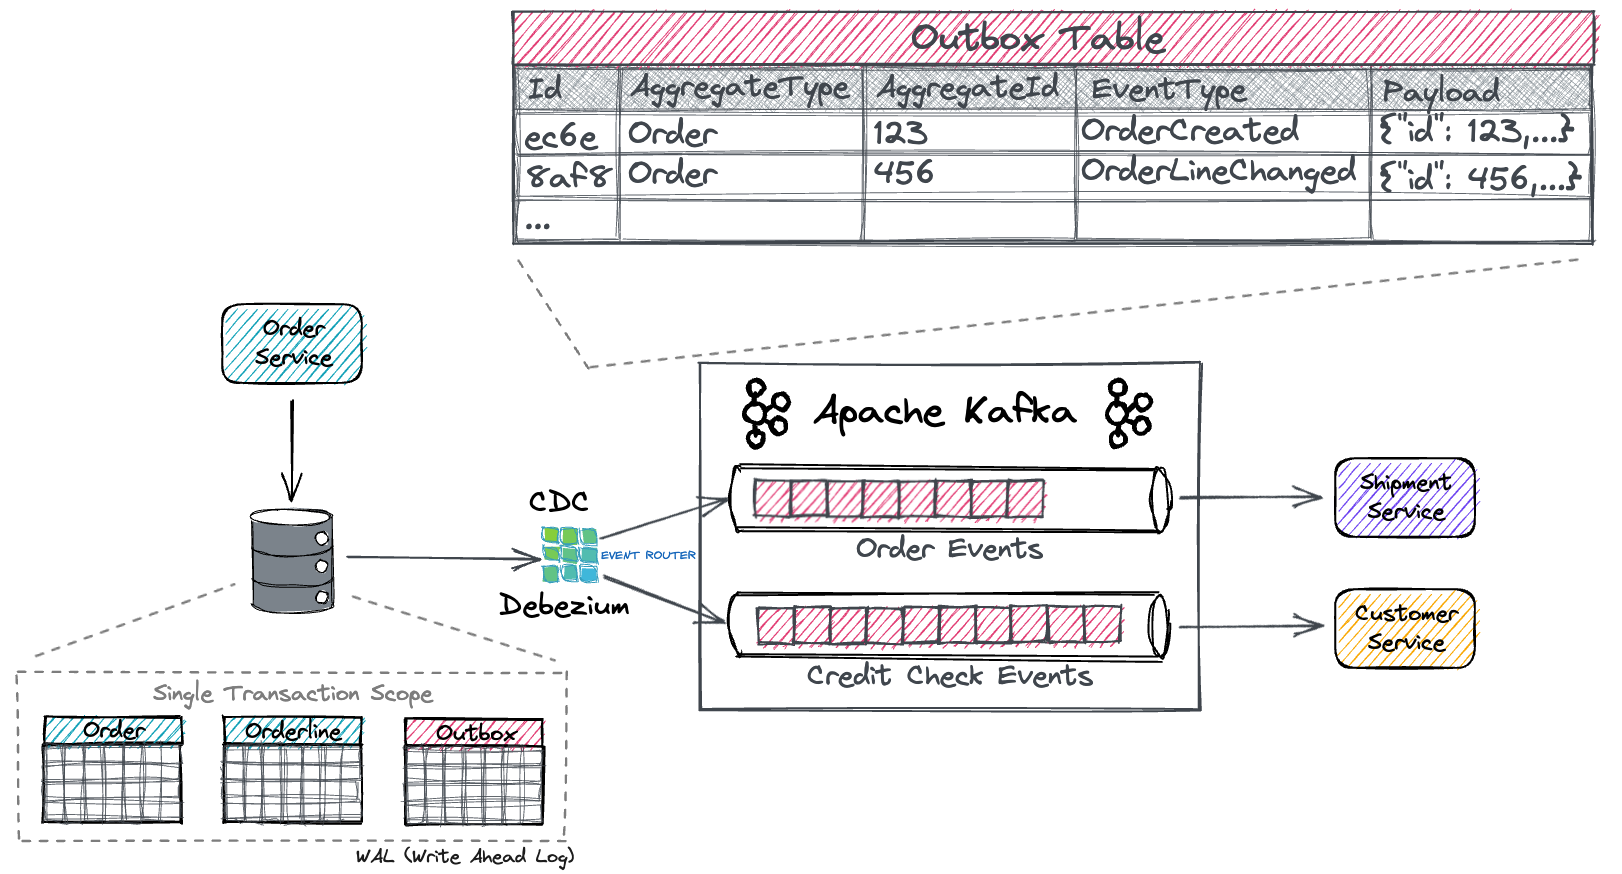 Outbox Table
Id AggregateType AggregateId EventType Payload
ec6e Order 123 OrderCreated {"id": 123,...}
8af8 Order 456 OrderLineChanged {"id": 456,...}
...
Order
Service
Apache Kafka
CDC
EVENT ROUTER
Debezium
Order Events
Credit Check Events
Shipment
Service
Customer
Service
Single Transaction Scope
Order Orderline Outbox
WAL (Write Ahead Log)